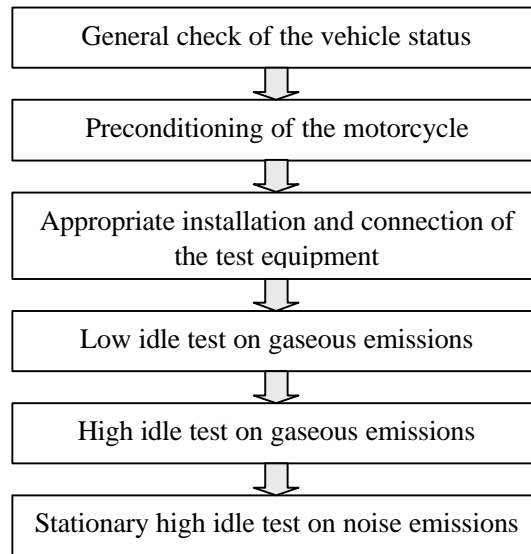 General check of the vehicle status
Preconditioning of the motorcycle
Appropriate installation and connection of
the test equipment
Low idle test on gaseous emissions
High idle test on gaseous emissions
Stationary high idle test on noise emissions